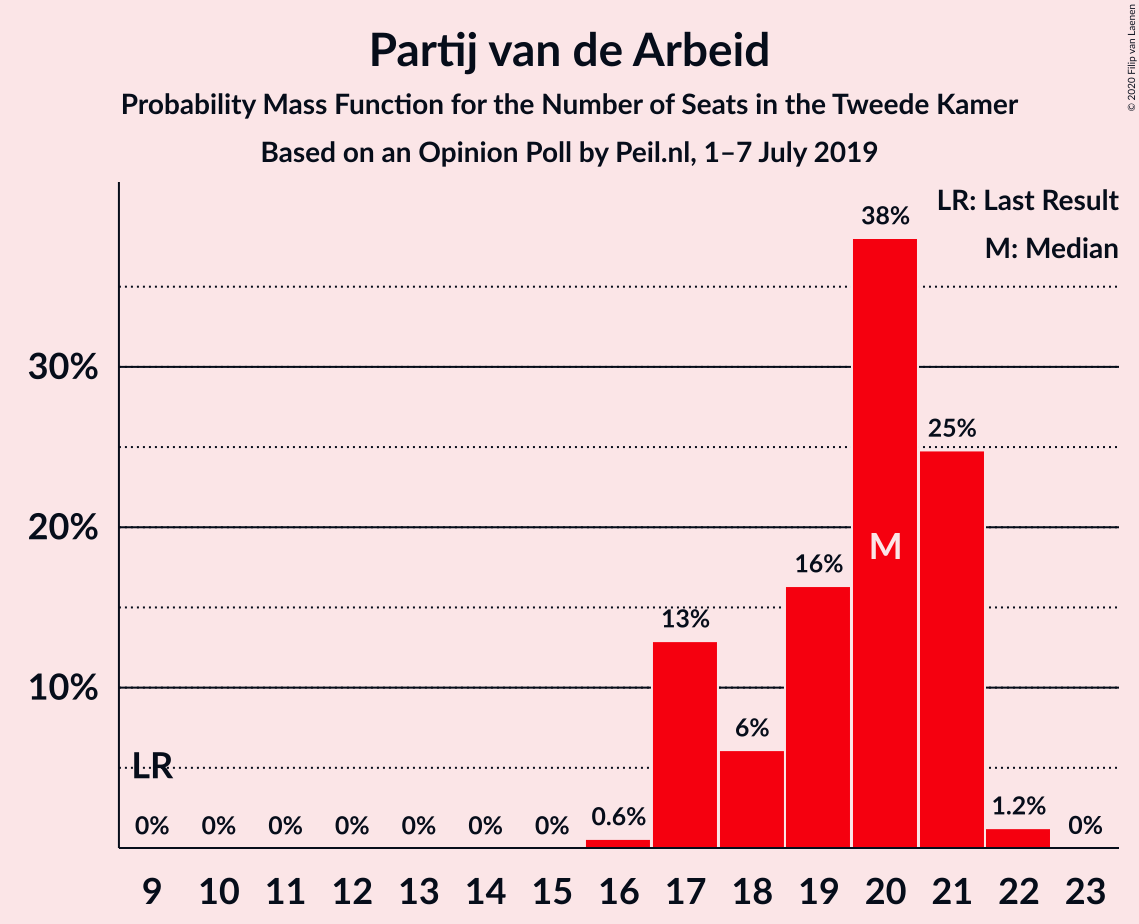 Partij van de Arbeid
Probability Mass Function for the Number of Seats in the Tweede Kamer
Based on an Opinion Poll by Peil.nl, 1–7 July 2019
© 2020 Filip van Laenen
LR: Last Result
M: Median
38%
30%
25%
20%
M
16%
13%
10%
6%
LR
0% 0% 0% 0% 0% 0% 0% 0.6% 1.2% 0%
9 10 11 12 13 14 15 16 17 18 19 20 21 22 23